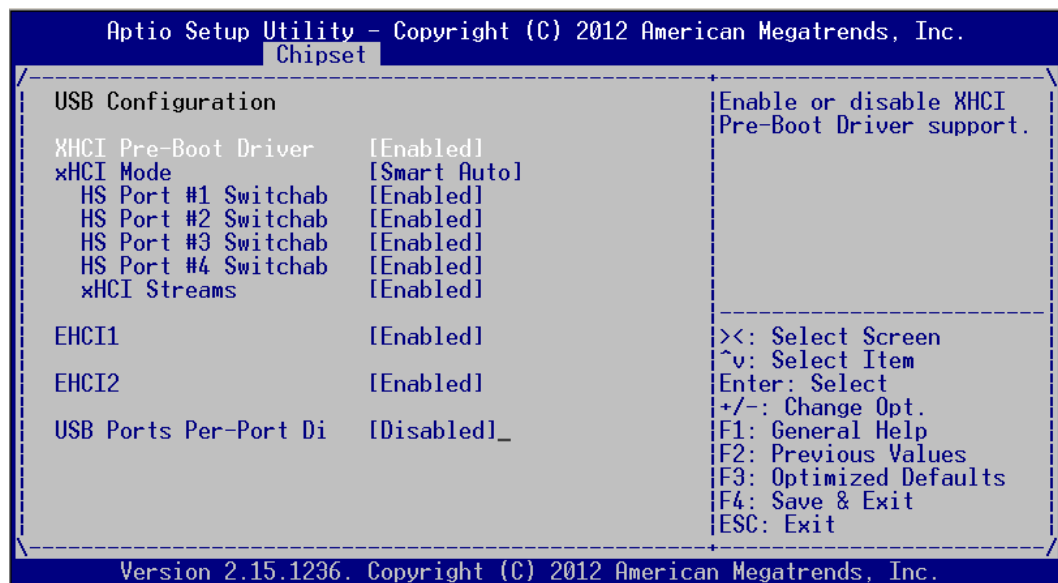 Aptio Setup Utility – Copyright (C) 2012 American Megatrends, Inc.
Chipset
USB Configuration
XHCI Pre-Boot Driver [Enabled]
xHCI Mode [Smart Auto]
HS Port #1 Switchab [Enabled]
HS Port #2 Switchab [Enabled]
HS Port #3 Switchab [Enabled]
HS Port #4 Switchab [Enabled]
xHCI Streams [Enabled]
EHCI1 [Enabled]
EHCI2 [Enabled]
USB Ports Per-Port Di [Disabled]_
Enable or disable XHCI
Pre-Boot Driver support.
><: Select Screen
^v: Select Item
Enter: Select
+/-: Change Opt.
F1: General Help
F2: Previous Values
F3: Optimized Defaults
F4: Save & Exit
ESC: Exit
Version 2.15.1236. Copyright (C) 2012 American Megatrends, Inc.